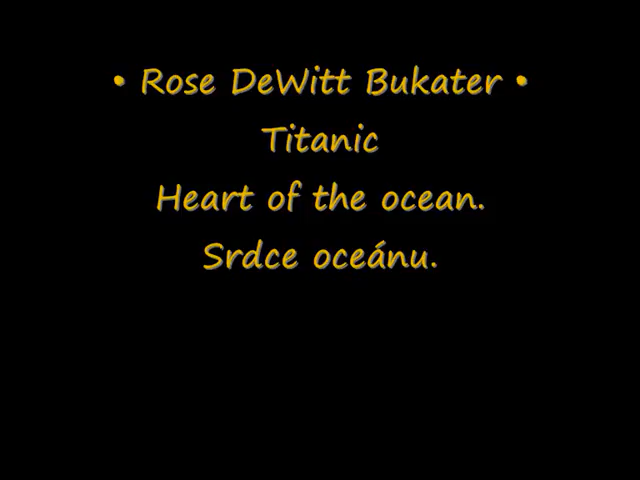 • Rose DeWitt Bukater •
Titanic
Heart of the ocean.
Srdce oceánu.